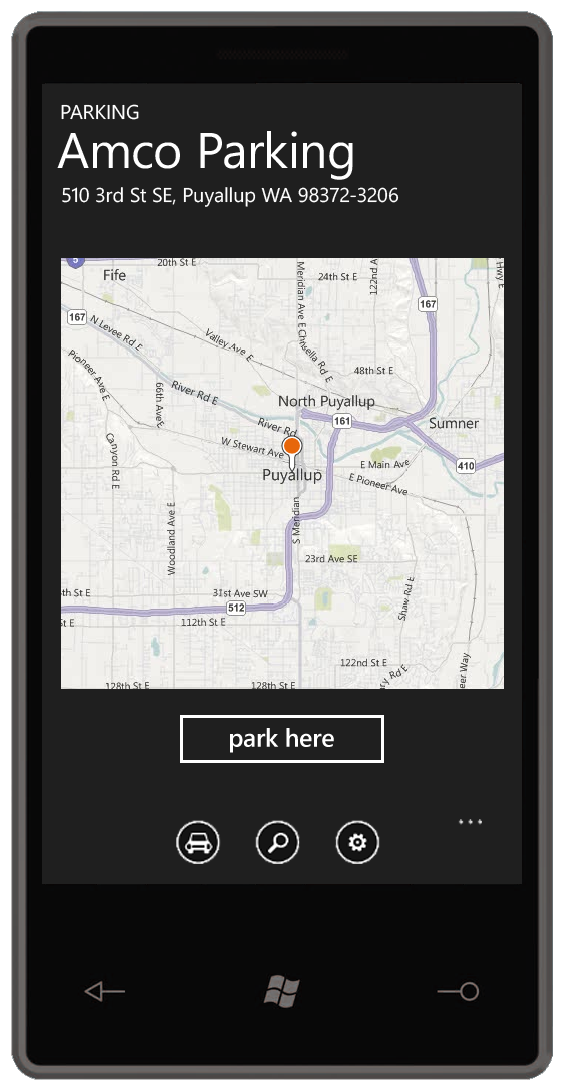 PARKING
Amco Parking
510 3rd St SE, Puyallup WA 98372-3206
5
20th St E
Fife
24th St E
122nd A
Hwy E
Meridian Ave E
167
167
N Levee Rd E
Valley Ave E
Chrisella Rd E
Pioneer Ave E
48th St E
66th Ave E
River Rd E
North Puyallup
River Rd
161
Sumner
W Stewart Ave
Canyon Rd E
E Main Ave
410
Puyallup
E Pioneer Ave
Woodland Ave E
S Meridian
23rd Ave SE
Shaw Rd E
th St E
31st Ave SW
512
St E
112th St E
122nd St E
eer Way
cy Rd E
128th St E
128th St E
park here
...